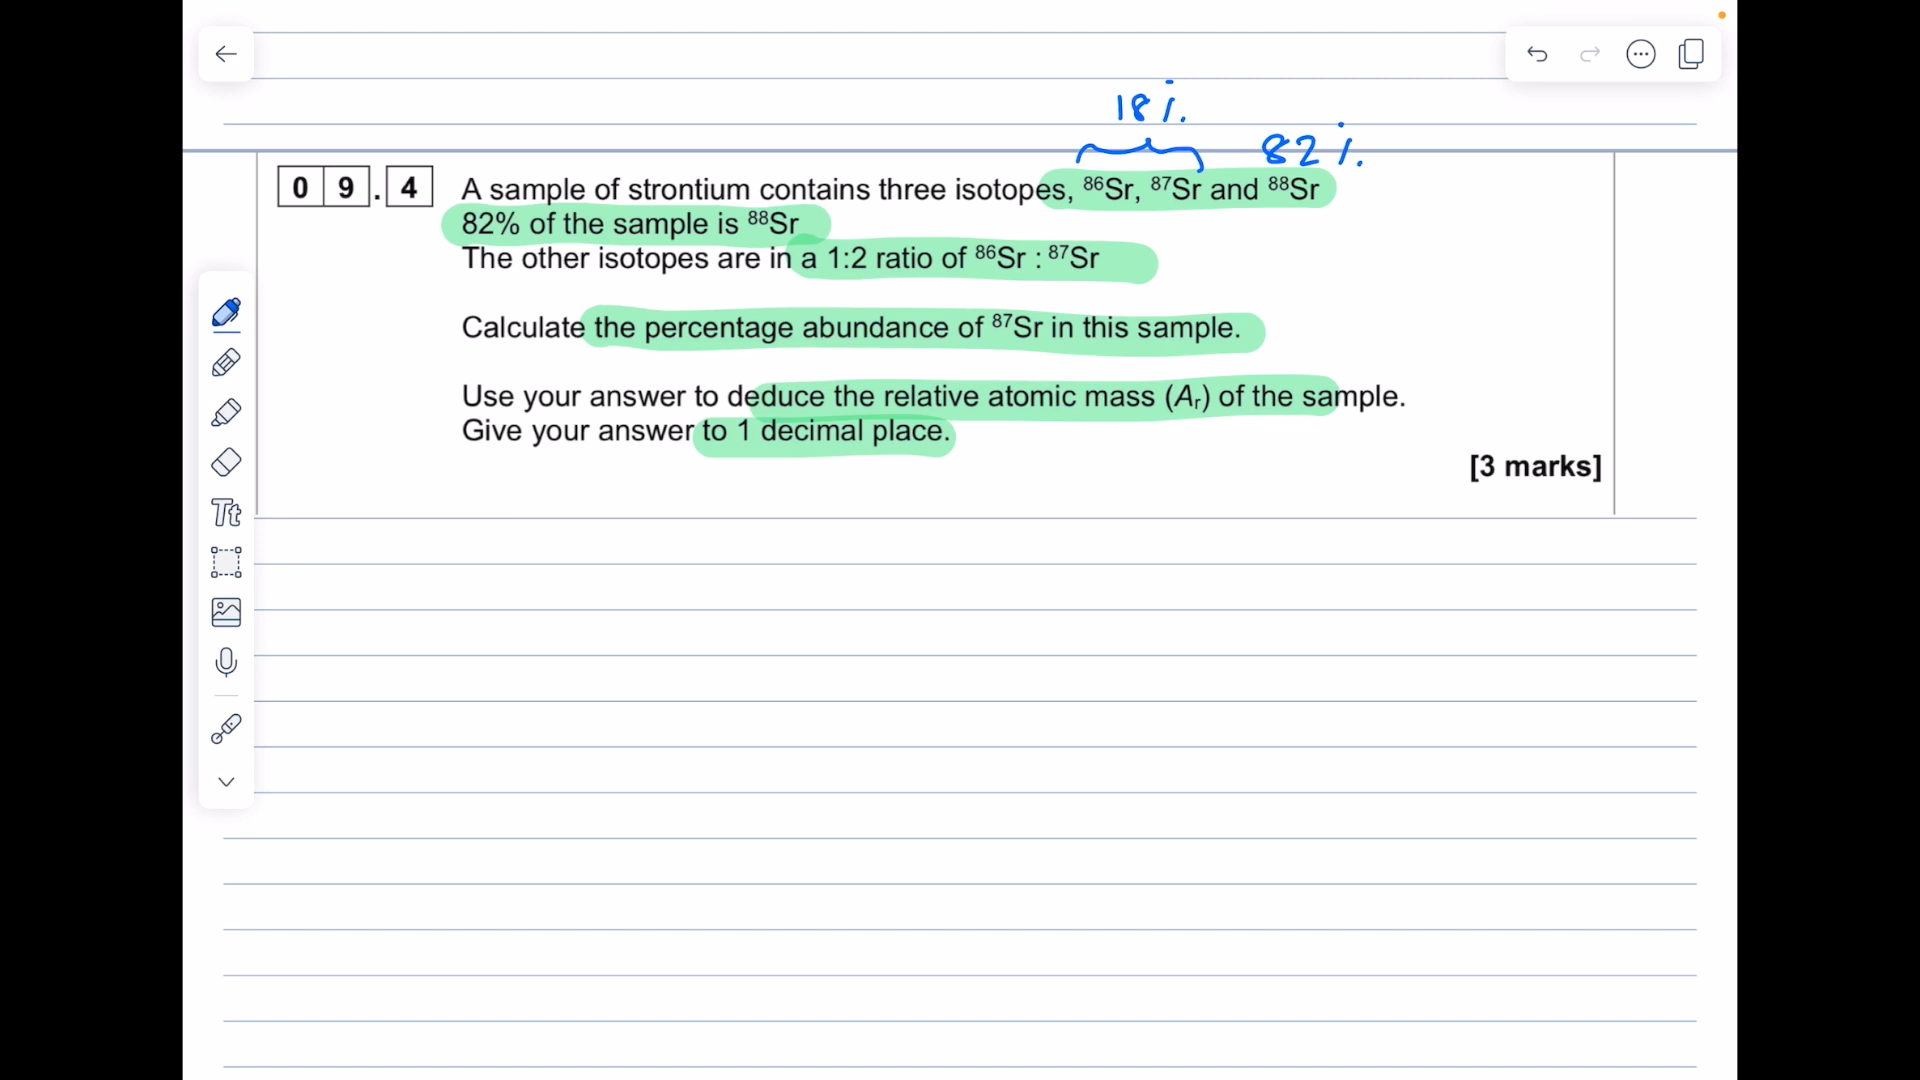 18%
82%
09.4 A sample of strontium contains three isotopes, ⁸⁶Sr, ⁸⁷Sr and ⁸⁸Sr
82% of the sample is ⁸⁸Sr
The other isotopes are in a 1:2 ratio of ⁸⁶Sr : ⁸⁷Sr
Calculate the percentage abundance of ⁸⁷Sr in this sample.
Use your answer to deduce the relative atomic mass (Aᵣ) of the sample.
Give your answer to 1 decimal place.
[3 marks]
Tt